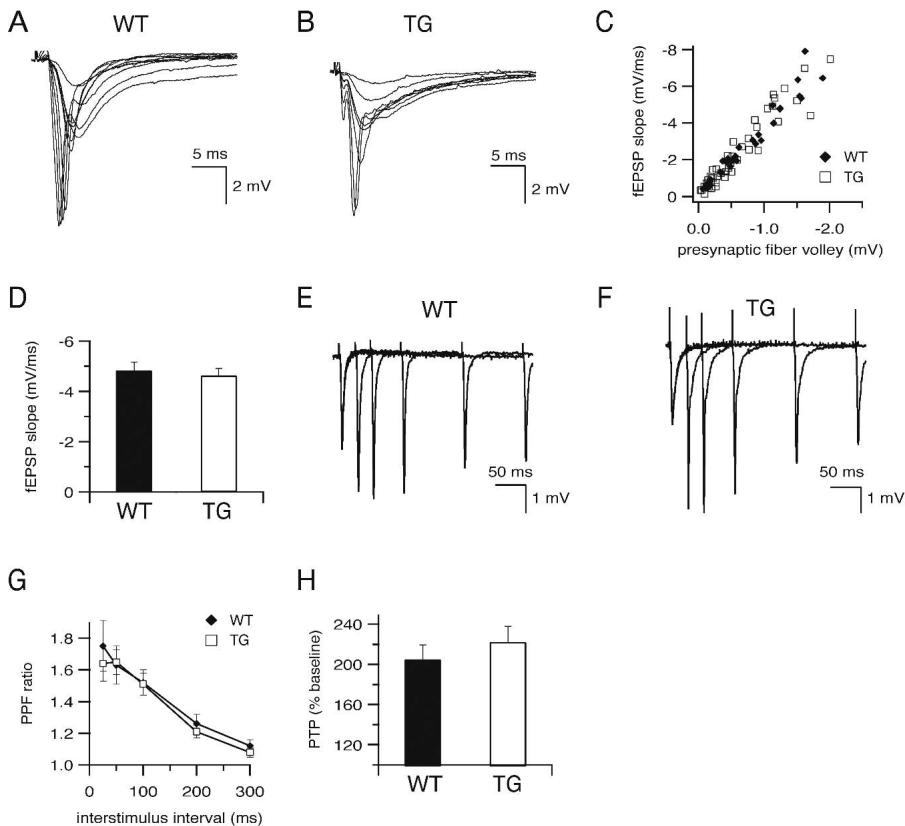 A
WT
5 ms
2 mV
B
TG
5 ms
2 mV
C
fEPSP slope (mV/ms)
-8
-6
-4
-2
0
WT
TG
0.0
-1.0
-2.0
presynaptic fiber volley (mV)
D
fEPSP slope (mV/ms)
-6
-4
-2
0
WT
TG
E
WT
50 ms
1 mV
F
TG
50 ms
1 mV
G
PPF ratio
1.8
1.6
1.4
1.2
1.0
WT
TG
0
100
200
300
interstimulus interval (ms)
H
PTP (% baseline)
240
200
160
120
WT
TG